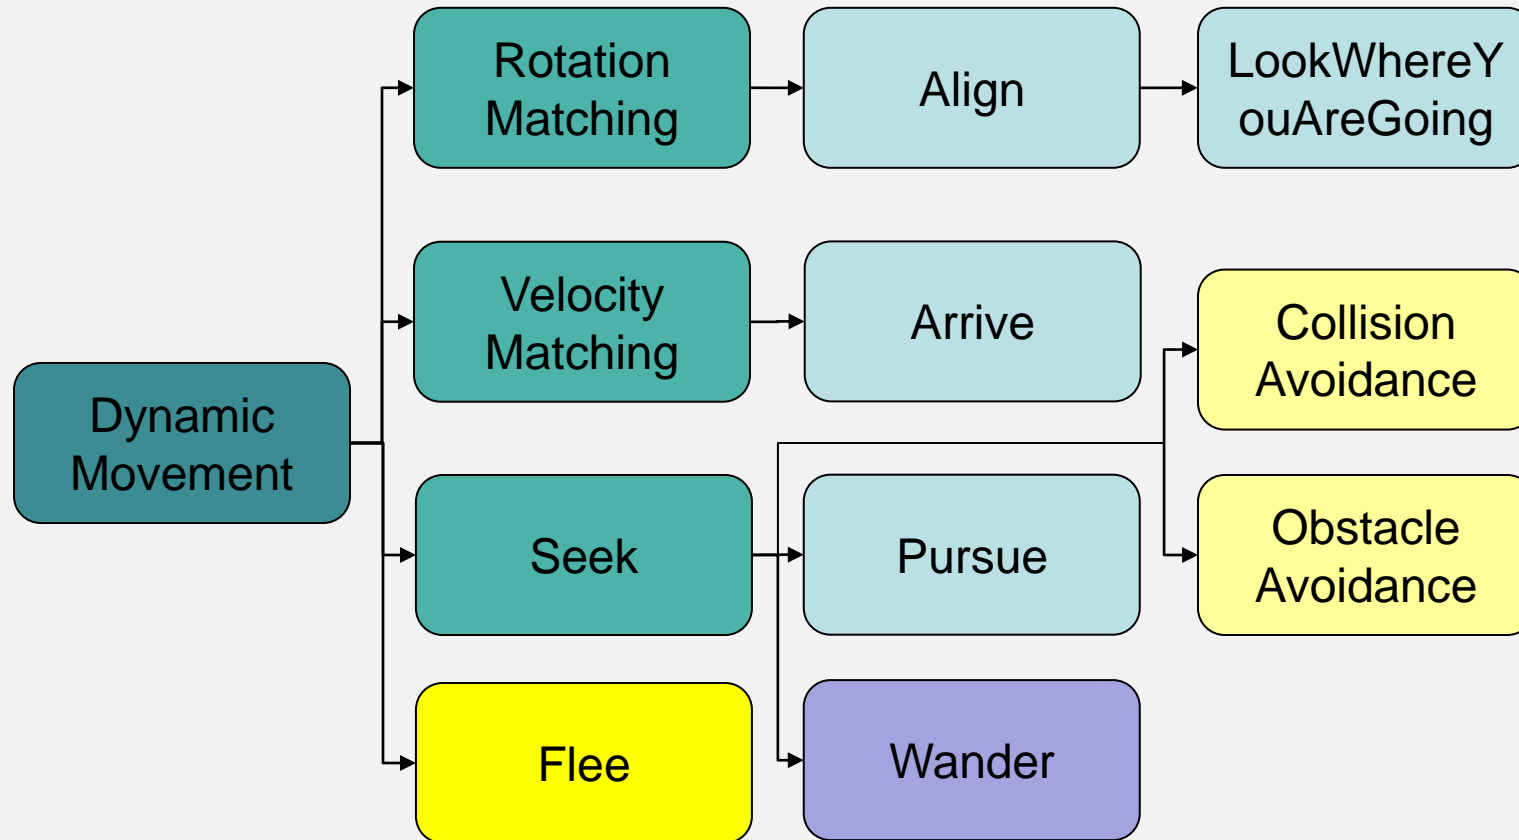 Rotation
Matching
Align
LookWhereY
ouAreGoing
Velocity
Matching
Arrive
Collision
Avoidance
Dynamic
Movement
Seek
Pursue
Obstacle
Avoidance
Flee
Wander